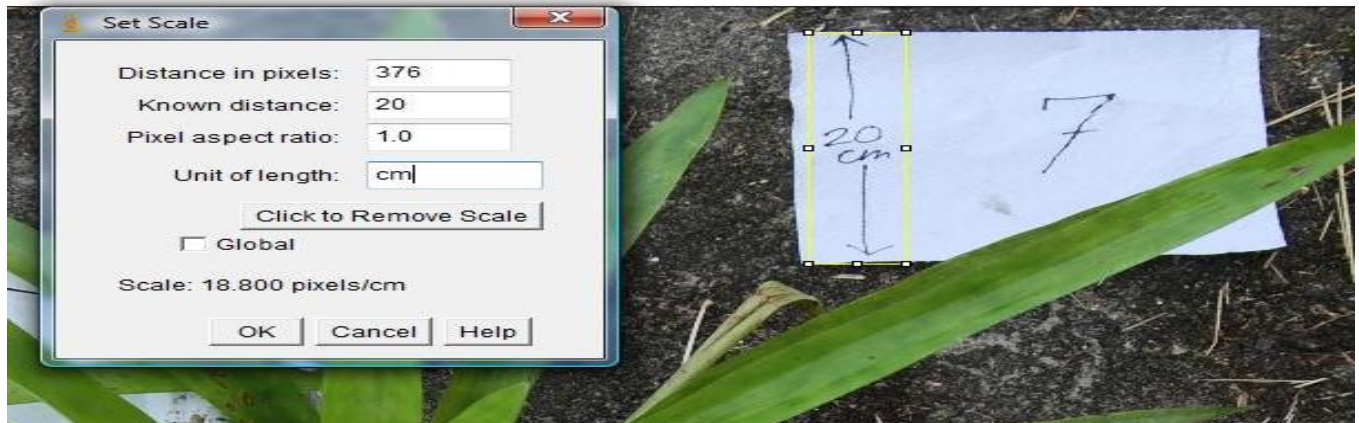 Set Scale
Distance in pixels: 376
Known distance: 20
Pixel aspect ratio: 1.0
Unit of length: cm
Click to Remove Scale
Global
Scale: 18.800 pixels/cm
OK Cancel Help
20
cm
7